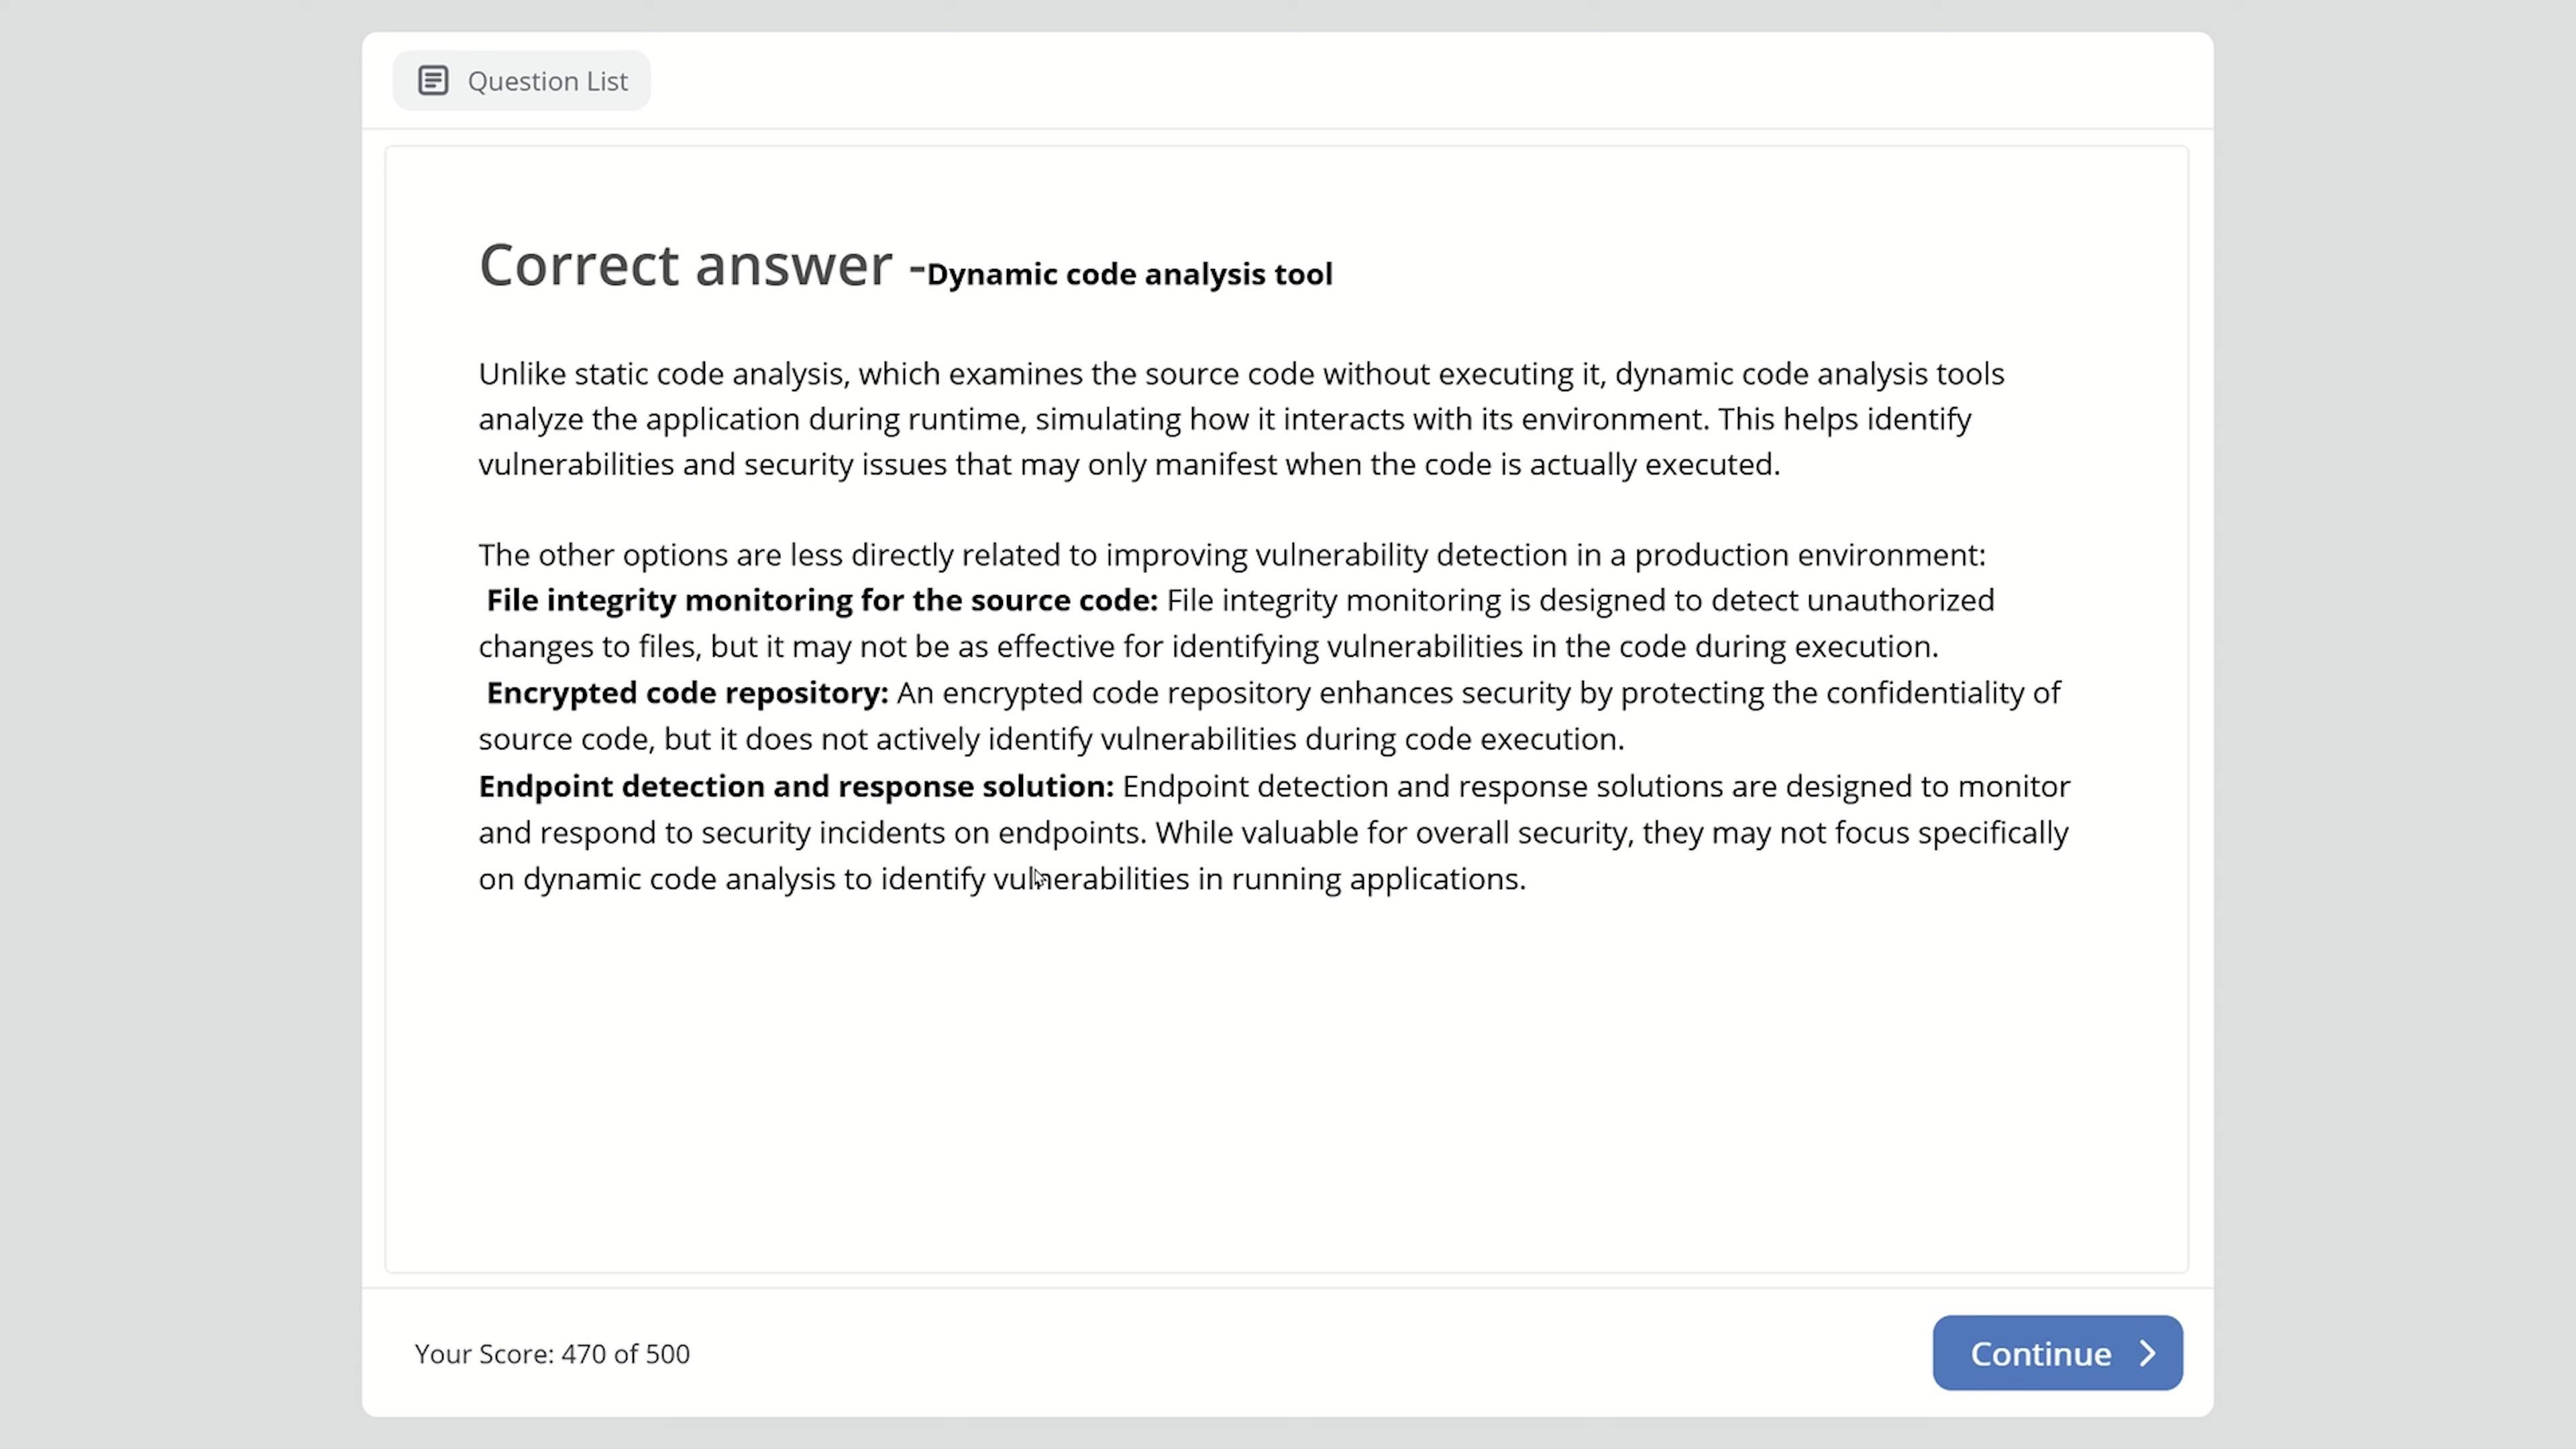 Question List
Correct answer -Dynamic code analysis tool
Unlike static code analysis, which examines the source code without executing it, dynamic code analysis tools
analyze the application during runtime, simulating how it interacts with its environment. This helps identify
vulnerabilities and security issues that may only manifest when the code is actually executed.
The other options are less directly related to improving vulnerability detection in a production environment:
File integrity monitoring for the source code: File integrity monitoring is designed to detect unauthorized
changes to files, but it may not be as effective for identifying vulnerabilities in the code during execution.
Encrypted code repository: An encrypted code repository enhances security by protecting the confidentiality of
source code, but it does not actively identify vulnerabilities during code execution.
Endpoint detection and response solution: Endpoint detection and response solutions are designed to monitor
and respond to security incidents on endpoints. While valuable for overall security, they may not focus specifically
on dynamic code analysis to identify vulnerabilities in running applications.
Your Score: 470 of 500
Continue